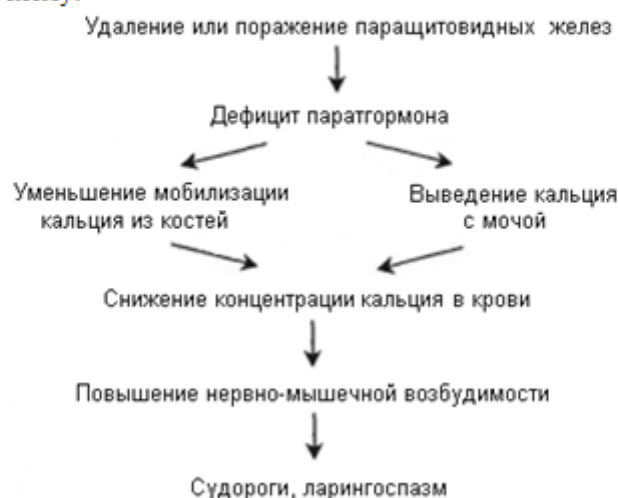 Удаление или поражение паращитовидных желез
Дефицит паратгормона
Уменьшение мобилизации
кальция из костей
Выведение кальция
с мочой
Снижение концентрации кальция в крови
Повышение нервно-мышечной возбудимости
Судороги, ларингоспазм